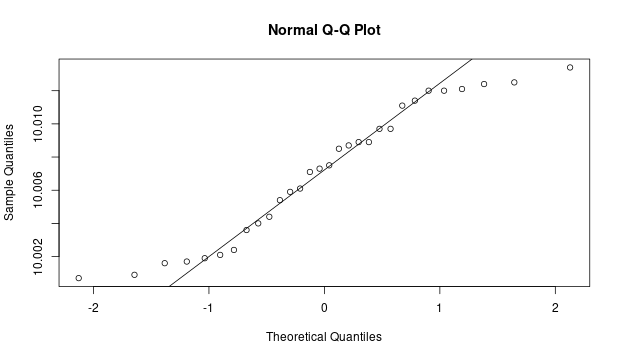 Normal Q-Q Plot
Sample Quantiles
10.010
10.006
10.002
-2 -1 0 1 2
Theoretical Quantiles